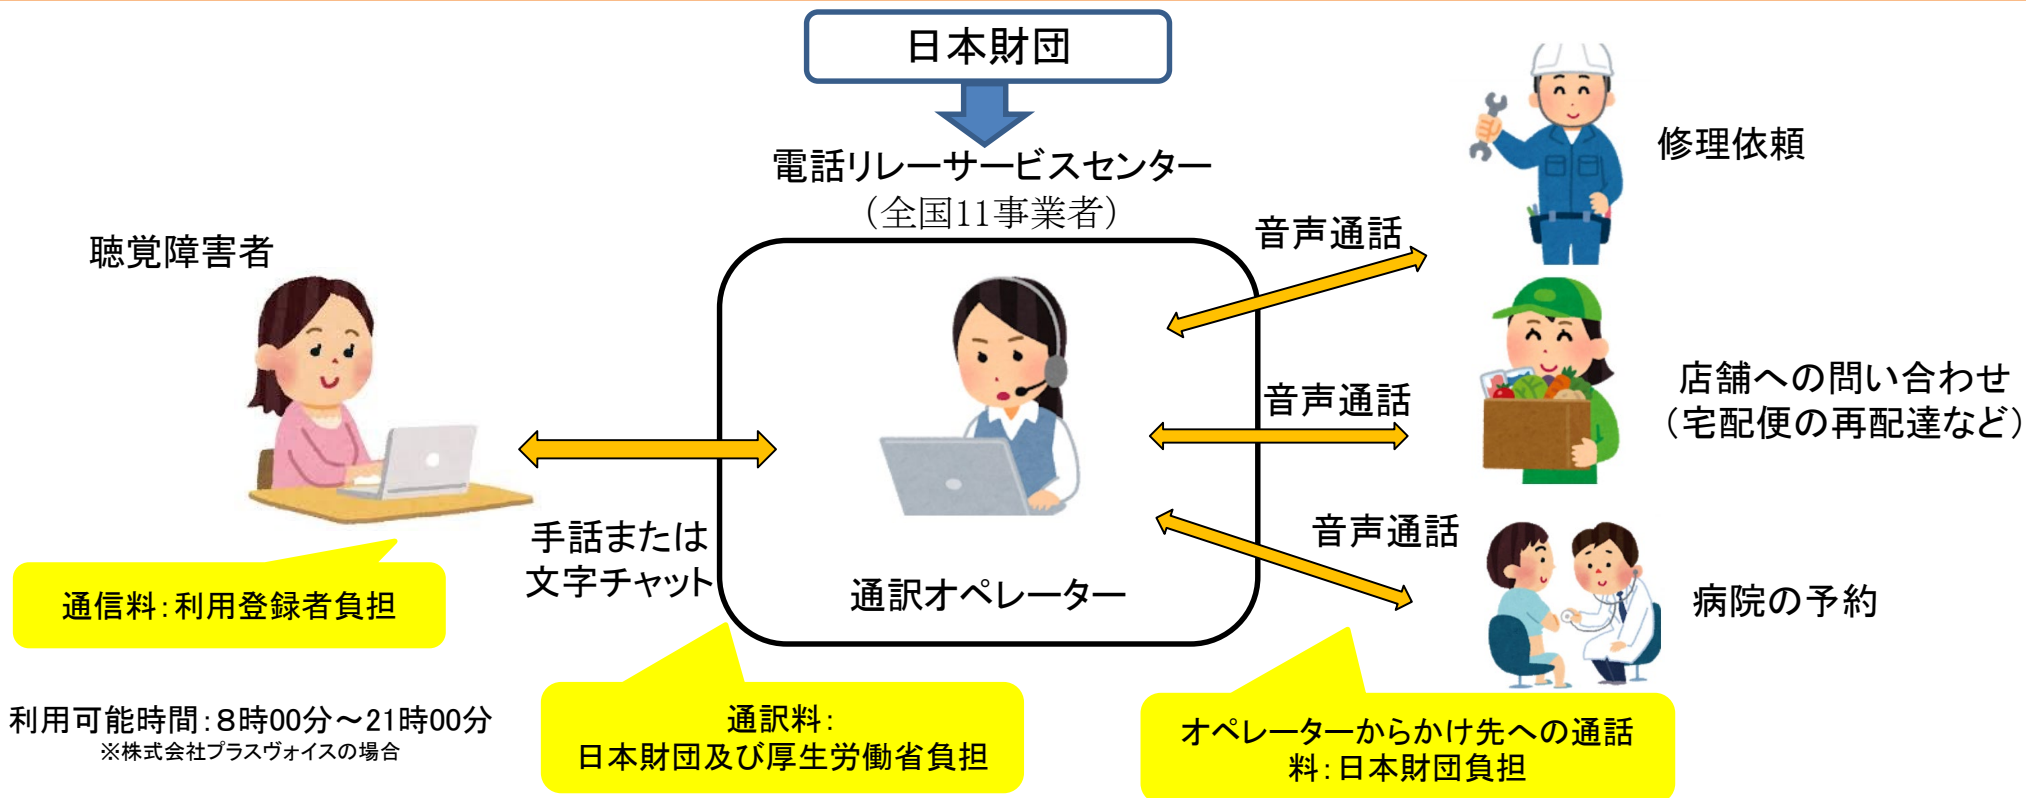 日本財団
電話リレーサービスセンター
（全国11事業者）
聴覚障害者
手話または
文字チャット
通訳オペレーター
音声通話
修理依頼
音声通話
店舗への問い合わせ
（宅配便の再配達など）
音声通話
病院の予約
通信料：利用登録者負担
利用可能時間：８時00分～21時00分
※株式会社プラスヴォイスの場合
通訳料：
日本財団及び厚生労働省負担
オペレーターからかけ先への通話
料：日本財団負担